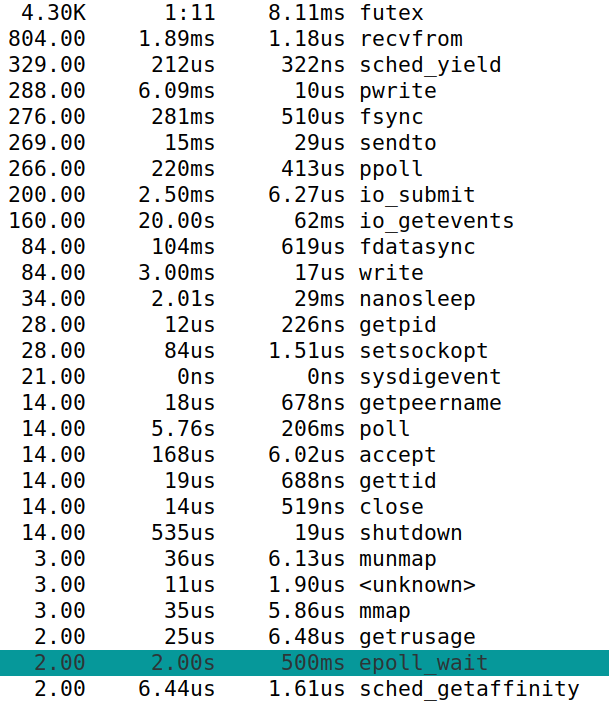 4.30K 1:11 8.11ms futex
804.00 1.89ms 1.18us recvfrom
329.00 212us 322ns sched_yield
288.00 6.09ms 10us pwrite
276.00 281ms 510us fsync
269.00 15ms 29us sendto
266.00 220ms 413us ppoll
200.00 2.50ms 6.27us io_submit
160.00 20.00s 62ms io_getevents
84.00 104ms 619us fdatasync
84.00 3.00ms 17us write
34.00 2.01s 29ms nanosleep
28.00 12us 226ns getpid
28.00 84us 1.51us setsockopt
21.00 0ns 0ns sysdigevent
14.00 18us 678ns getpeername
14.00 5.76s 206ms poll
14.00 168us 6.02us accept
14.00 19us 688ns gettid
14.00 14us 519ns close
14.00 535us 19us shutdown
3.00 36us 6.13us munmap
3.00 11us 1.90us <unknown>
3.00 35us 5.86us mmap
2.00 25us 6.48us getrusage
2.00 2.00s 500ms epoll_wait
2.00 6.44us 1.61us sched_getaffinity